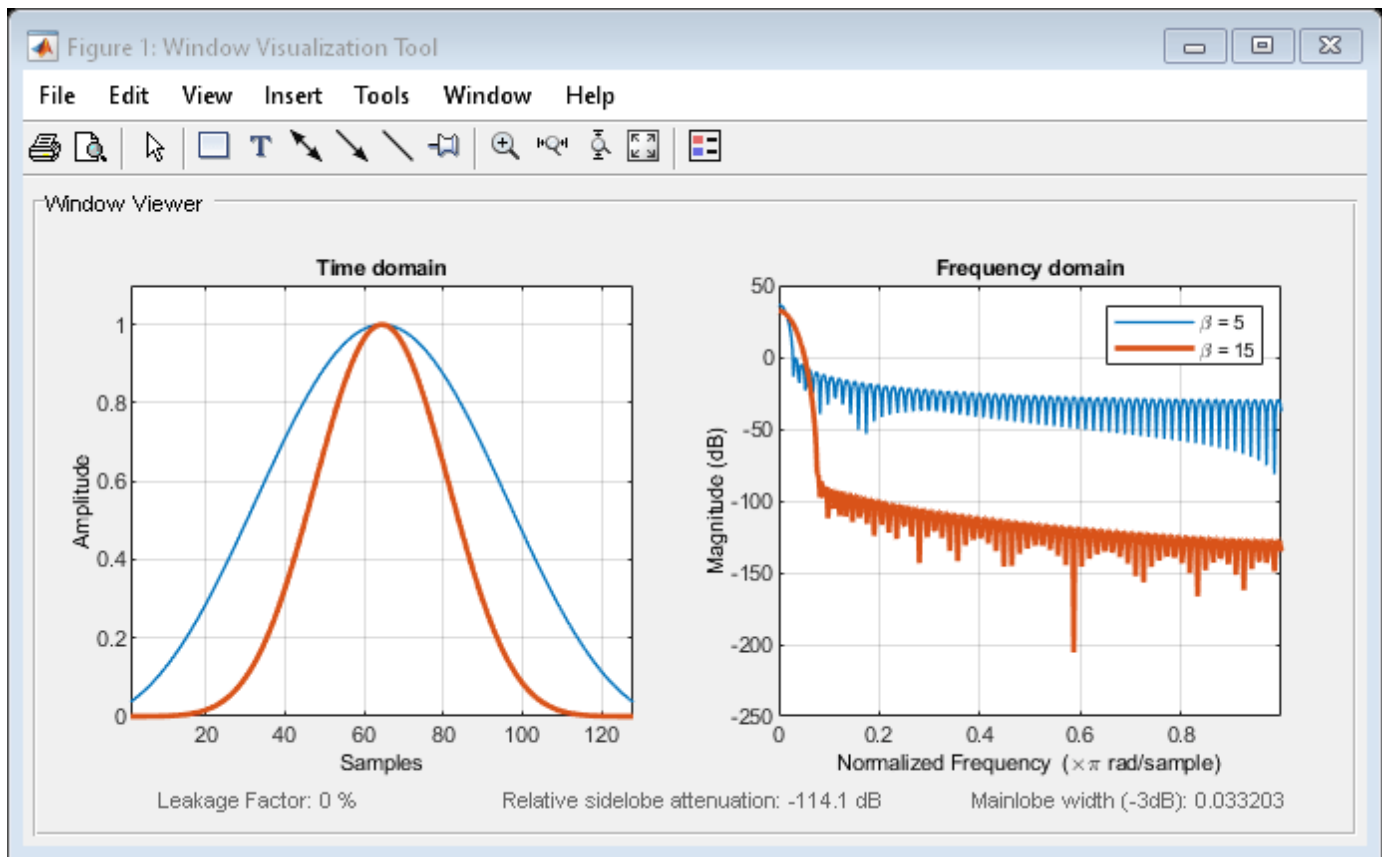 Figure 1: Window Visualization Tool
File Edit View Insert Tools Window Help
T
Window Viewer
Time domain
1
0.8
0.6
0.4
0.2
0
Amplitude
20 40 60 80 100 120
Samples
Frequency domain
50
0
-50
-100
-150
-200
-250
Magnitude (dB)
β = 5
β = 15
0 0.2 0.4 0.6 0.8
Normalized Frequency (×π rad/sample)
Leakage Factor: 0 % Relative sidelobe attenuation: -114.1 dB Mainlobe width (-3dB): 0.033203